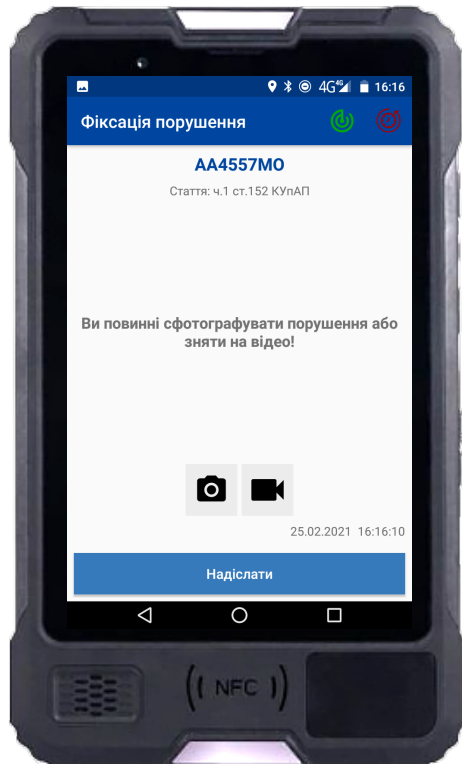 4G 4G 16:16
Фіксація порушення
AA4557MO
Стаття: ч.1 ст.152 КУпАП
Ви повинні сфотографувати порушення або
зняти на відео!
25.02.2021 16:16:10
Надіслати
NFC